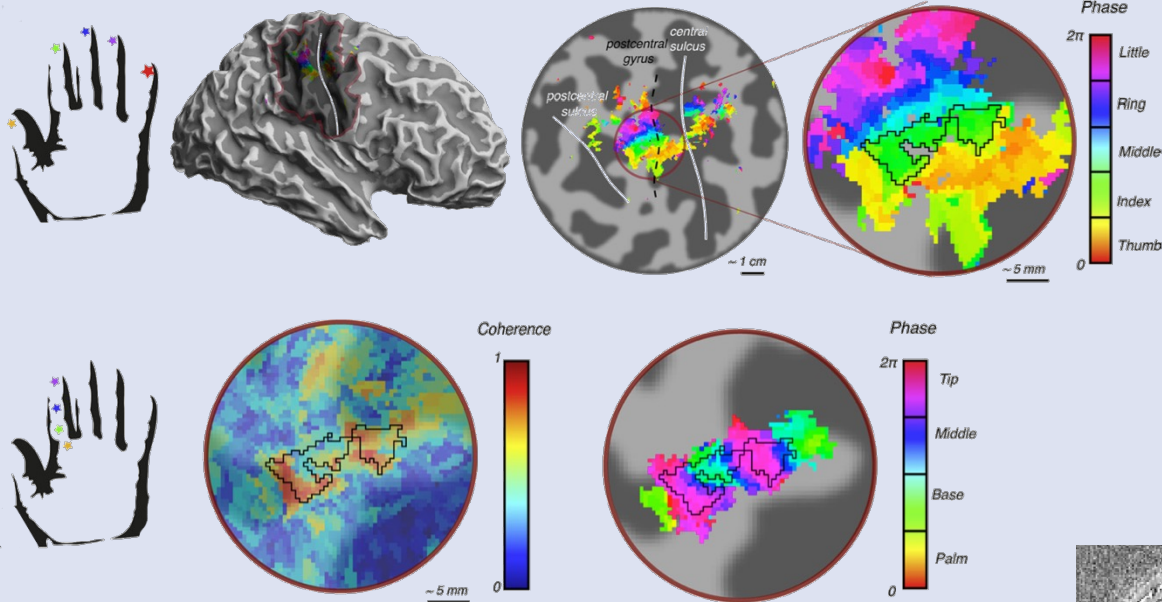 Phase
2π
Little
Ring
Middle
Index
Thumb
0
~ 5 mm
central
sulcus
postcentral
gyrus
postcentral
sulcus
~ 1 cm
Coherence
1
0
~ 5 mm
Phase
2π
Tip
Middle
Base
Palm
0